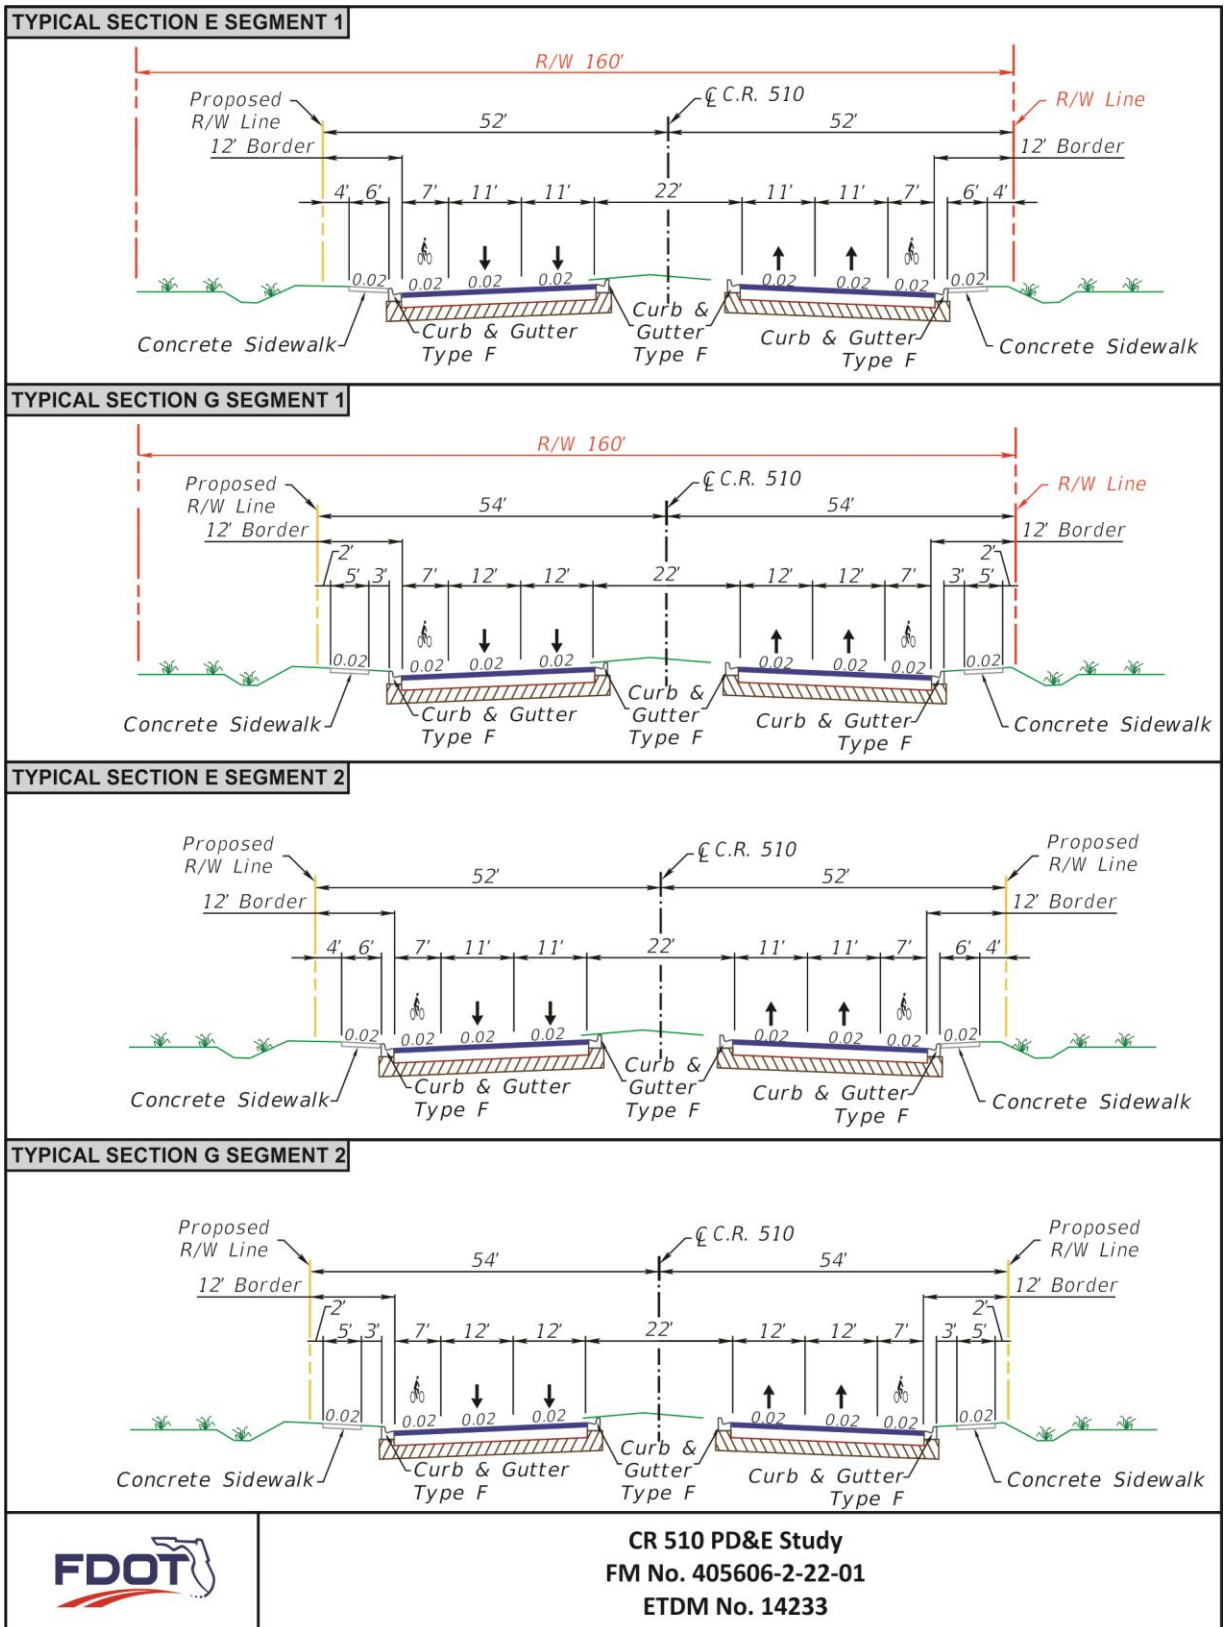 TYPICAL SECTION E SEGMENT 1
R/W 160'
Proposed
R/W Line
℄ C.R. 510
R/W Line
52' 52'
12' Border 12' Border
4' 6' 7' 11' 11' 22' 11' 11' 7' 6' 4'
0.02 0.02 0.02 0.02 0.02 0.02 0.02 0.02
Concrete Sidewalk
Curb & Gutter
Type F
Curb &
Gutter
Type F
Curb & Gutter
Type F
Concrete Sidewalk
TYPICAL SECTION G SEGMENT 1
R/W 160'
Proposed
R/W Line
℄ C.R. 510
R/W Line
54' 54'
12' Border 12' Border
2' 2'
5' 3' 7' 12' 12' 22' 12' 12' 7' 3' 5'
0.02 0.02 0.02 0.02 0.02 0.02 0.02 0.02
Concrete Sidewalk
Curb & Gutter
Type F
Curb &
Gutter
Type F
Curb & Gutter
Type F
Concrete Sidewalk
TYPICAL SECTION E SEGMENT 2
Proposed
R/W Line
℄ C.R. 510
Proposed
R/W Line
52' 52'
12' Border 12' Border
4' 6' 7' 11' 11' 22' 11' 11' 7' 6' 4'
0.02 0.02 0.02 0.02 0.02 0.02 0.02 0.02
Concrete Sidewalk
Curb & Gutter
Type F
Curb &
Gutter
Type F
Curb & Gutter
Type F
Concrete Sidewalk
TYPICAL SECTION G SEGMENT 2
Proposed
R/W Line
℄ C.R. 510
Proposed
R/W Line
54' 54'
12' Border 12' Border
2' 2'
5' 3' 7' 12' 12' 22' 12' 12' 7' 3' 5'
0.02 0.02 0.02 0.02 0.02 0.02 0.02 0.02
Concrete Sidewalk
Curb & Gutter
Type F
Curb &
Gutter
Type F
Curb & Gutter
Type F
Concrete Sidewalk
FDOT
CR 510 PD&E Study
FM No. 405606-2-22-01
ETDM No. 14233